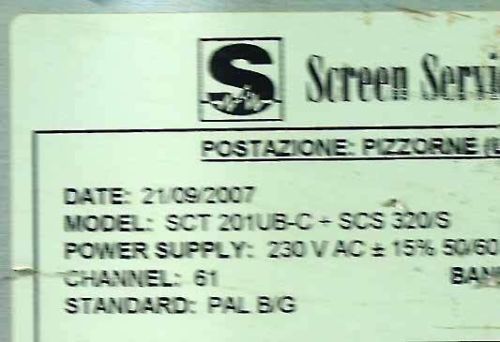 S
Screen Servi
POSTAZIONE: PIZZORNE (L
DATE: 21/09/2007
MODEL: SCT 201UB-C + SCS 320/S
POWER SUPPLY: 230 V AC ± 15% 50/60
CHANNEL: 61 BAN
STANDARD: PAL B/G